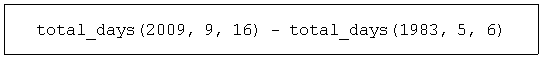 total_days(2009, 9, 16) - total_days(1983, 5, 6)